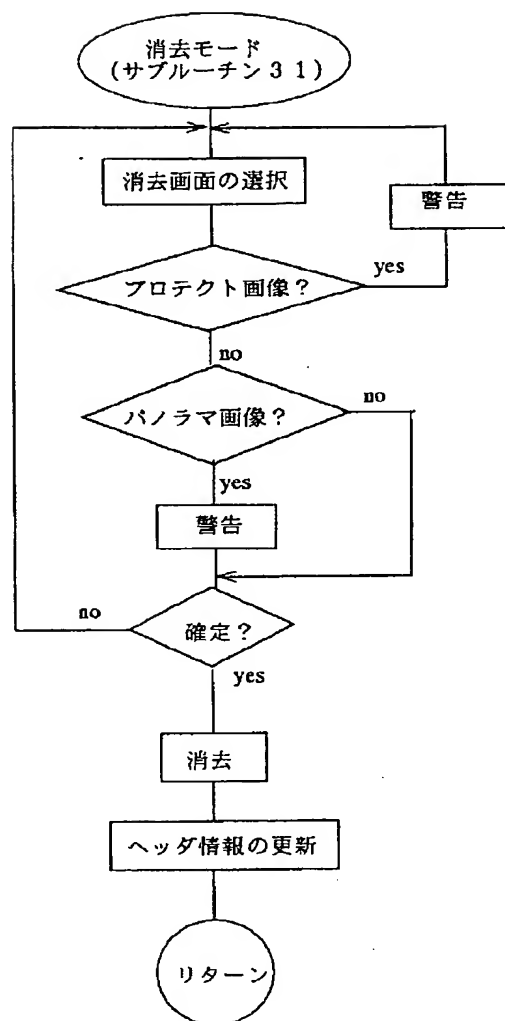 消去モード
(サブルーチン31)
消去画面の選択
警告
yes
プロテクト画像?
no
パノラマ画像?
no
yes
警告
no
確定?
yes
消去
ヘッダ情報の更新
リターン